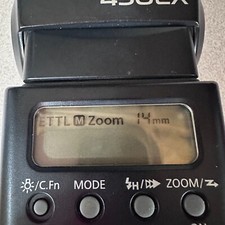 430EX
ETTL M Zoom 14mm
/C.Fn MODE H/ ZOOM/